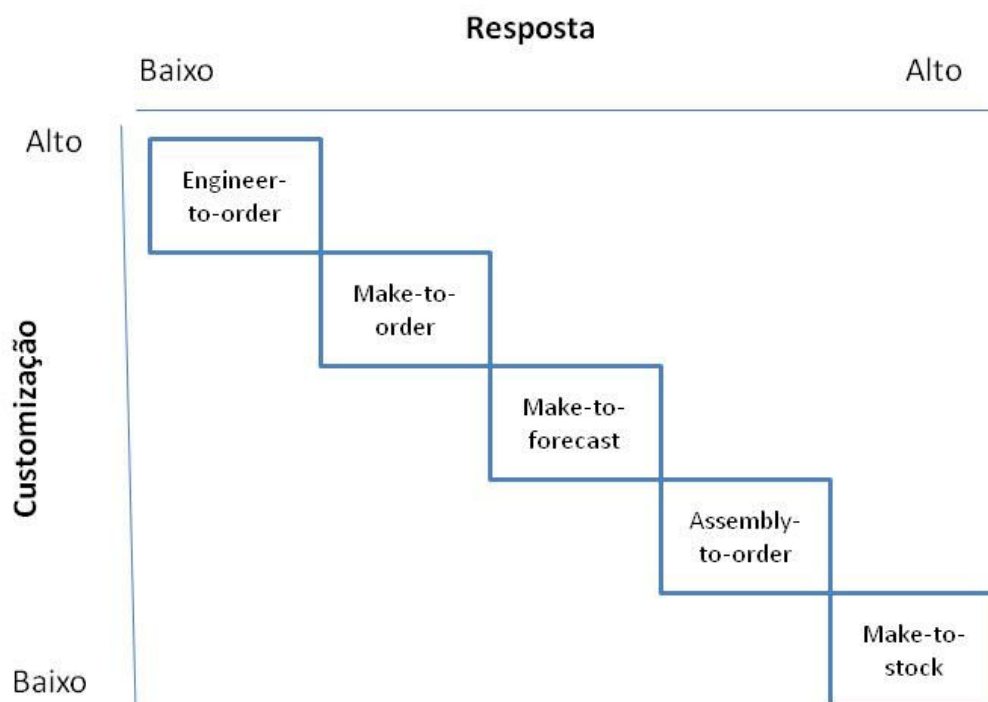 Resposta
Baixo
Alto
Alto
Engineer-
to-order
Make-to-
order
Make-to-
forecast
Customização
Assembly-
to-order
Make-to-
stock
Baixo